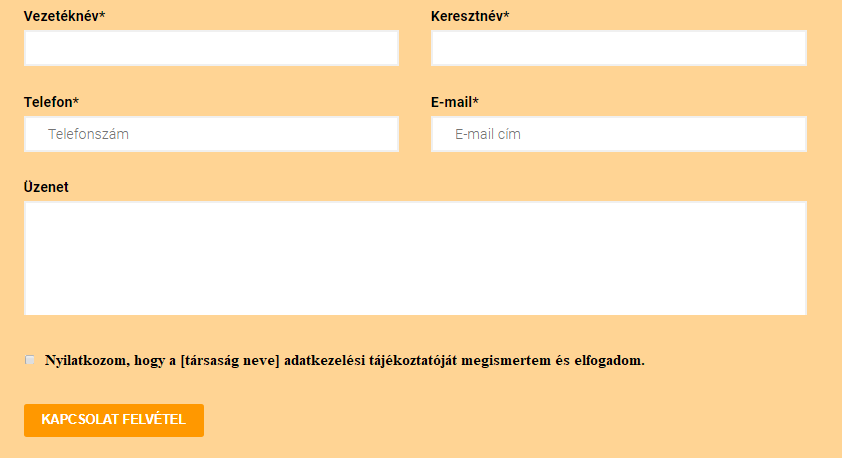 Vezetéknév*
Keresztnév*
Telefon*
E-mail*
Telefonszám
E-mail cím
Üzenet
Nyilatkozom, hogy a [társaság neve] adatkezelési tájékoztatóját megismertem és elfogadom.
KAPCSOLAT FELVÉTEL